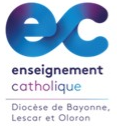 ec
enseignement
catholique
Diocèse de Bayonne,
Lescar et Oloron